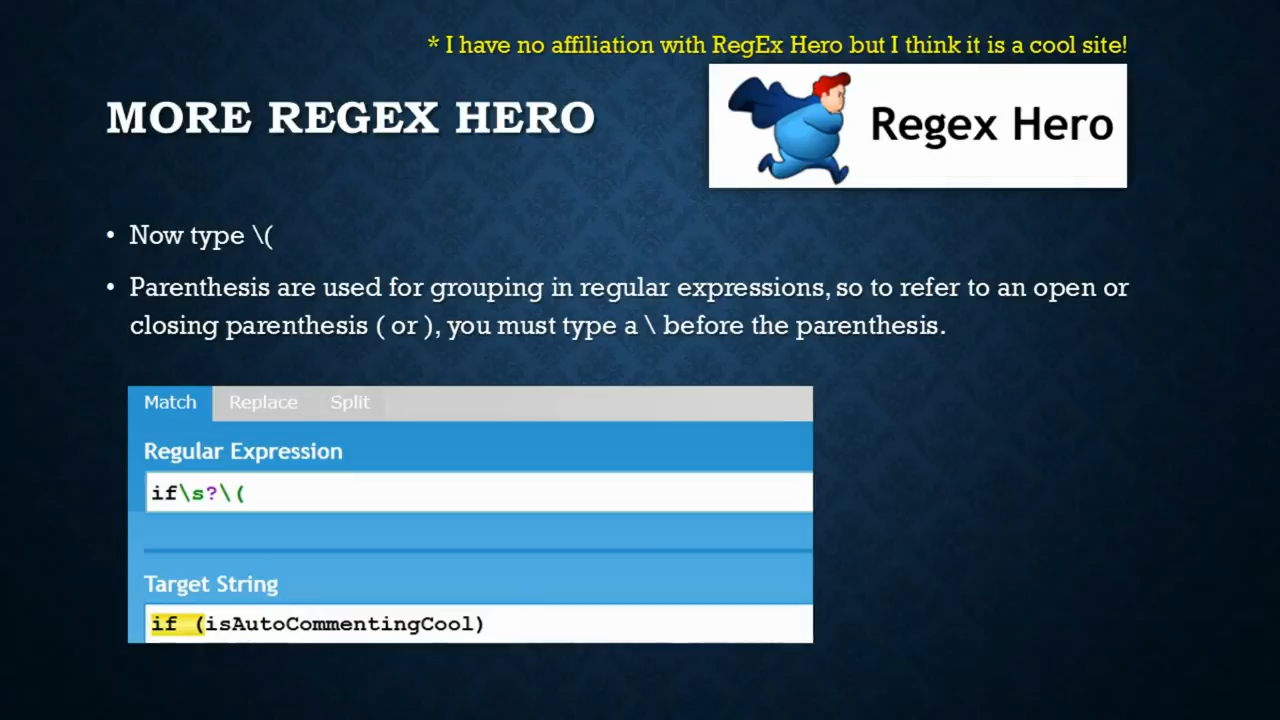 * I have no affiliation with RegEx Hero but I think it is a cool site!
MORE REGEX HERO
Regex Hero
• Now type \(
• Parenthesis are used for grouping in regular expressions, so to refer to an open or
closing parenthesis ( or ), you must type a \ before the parenthesis.
Match Replace Split
Regular Expression
if\s?\(
Target String
if (isAutoCommentingCool)